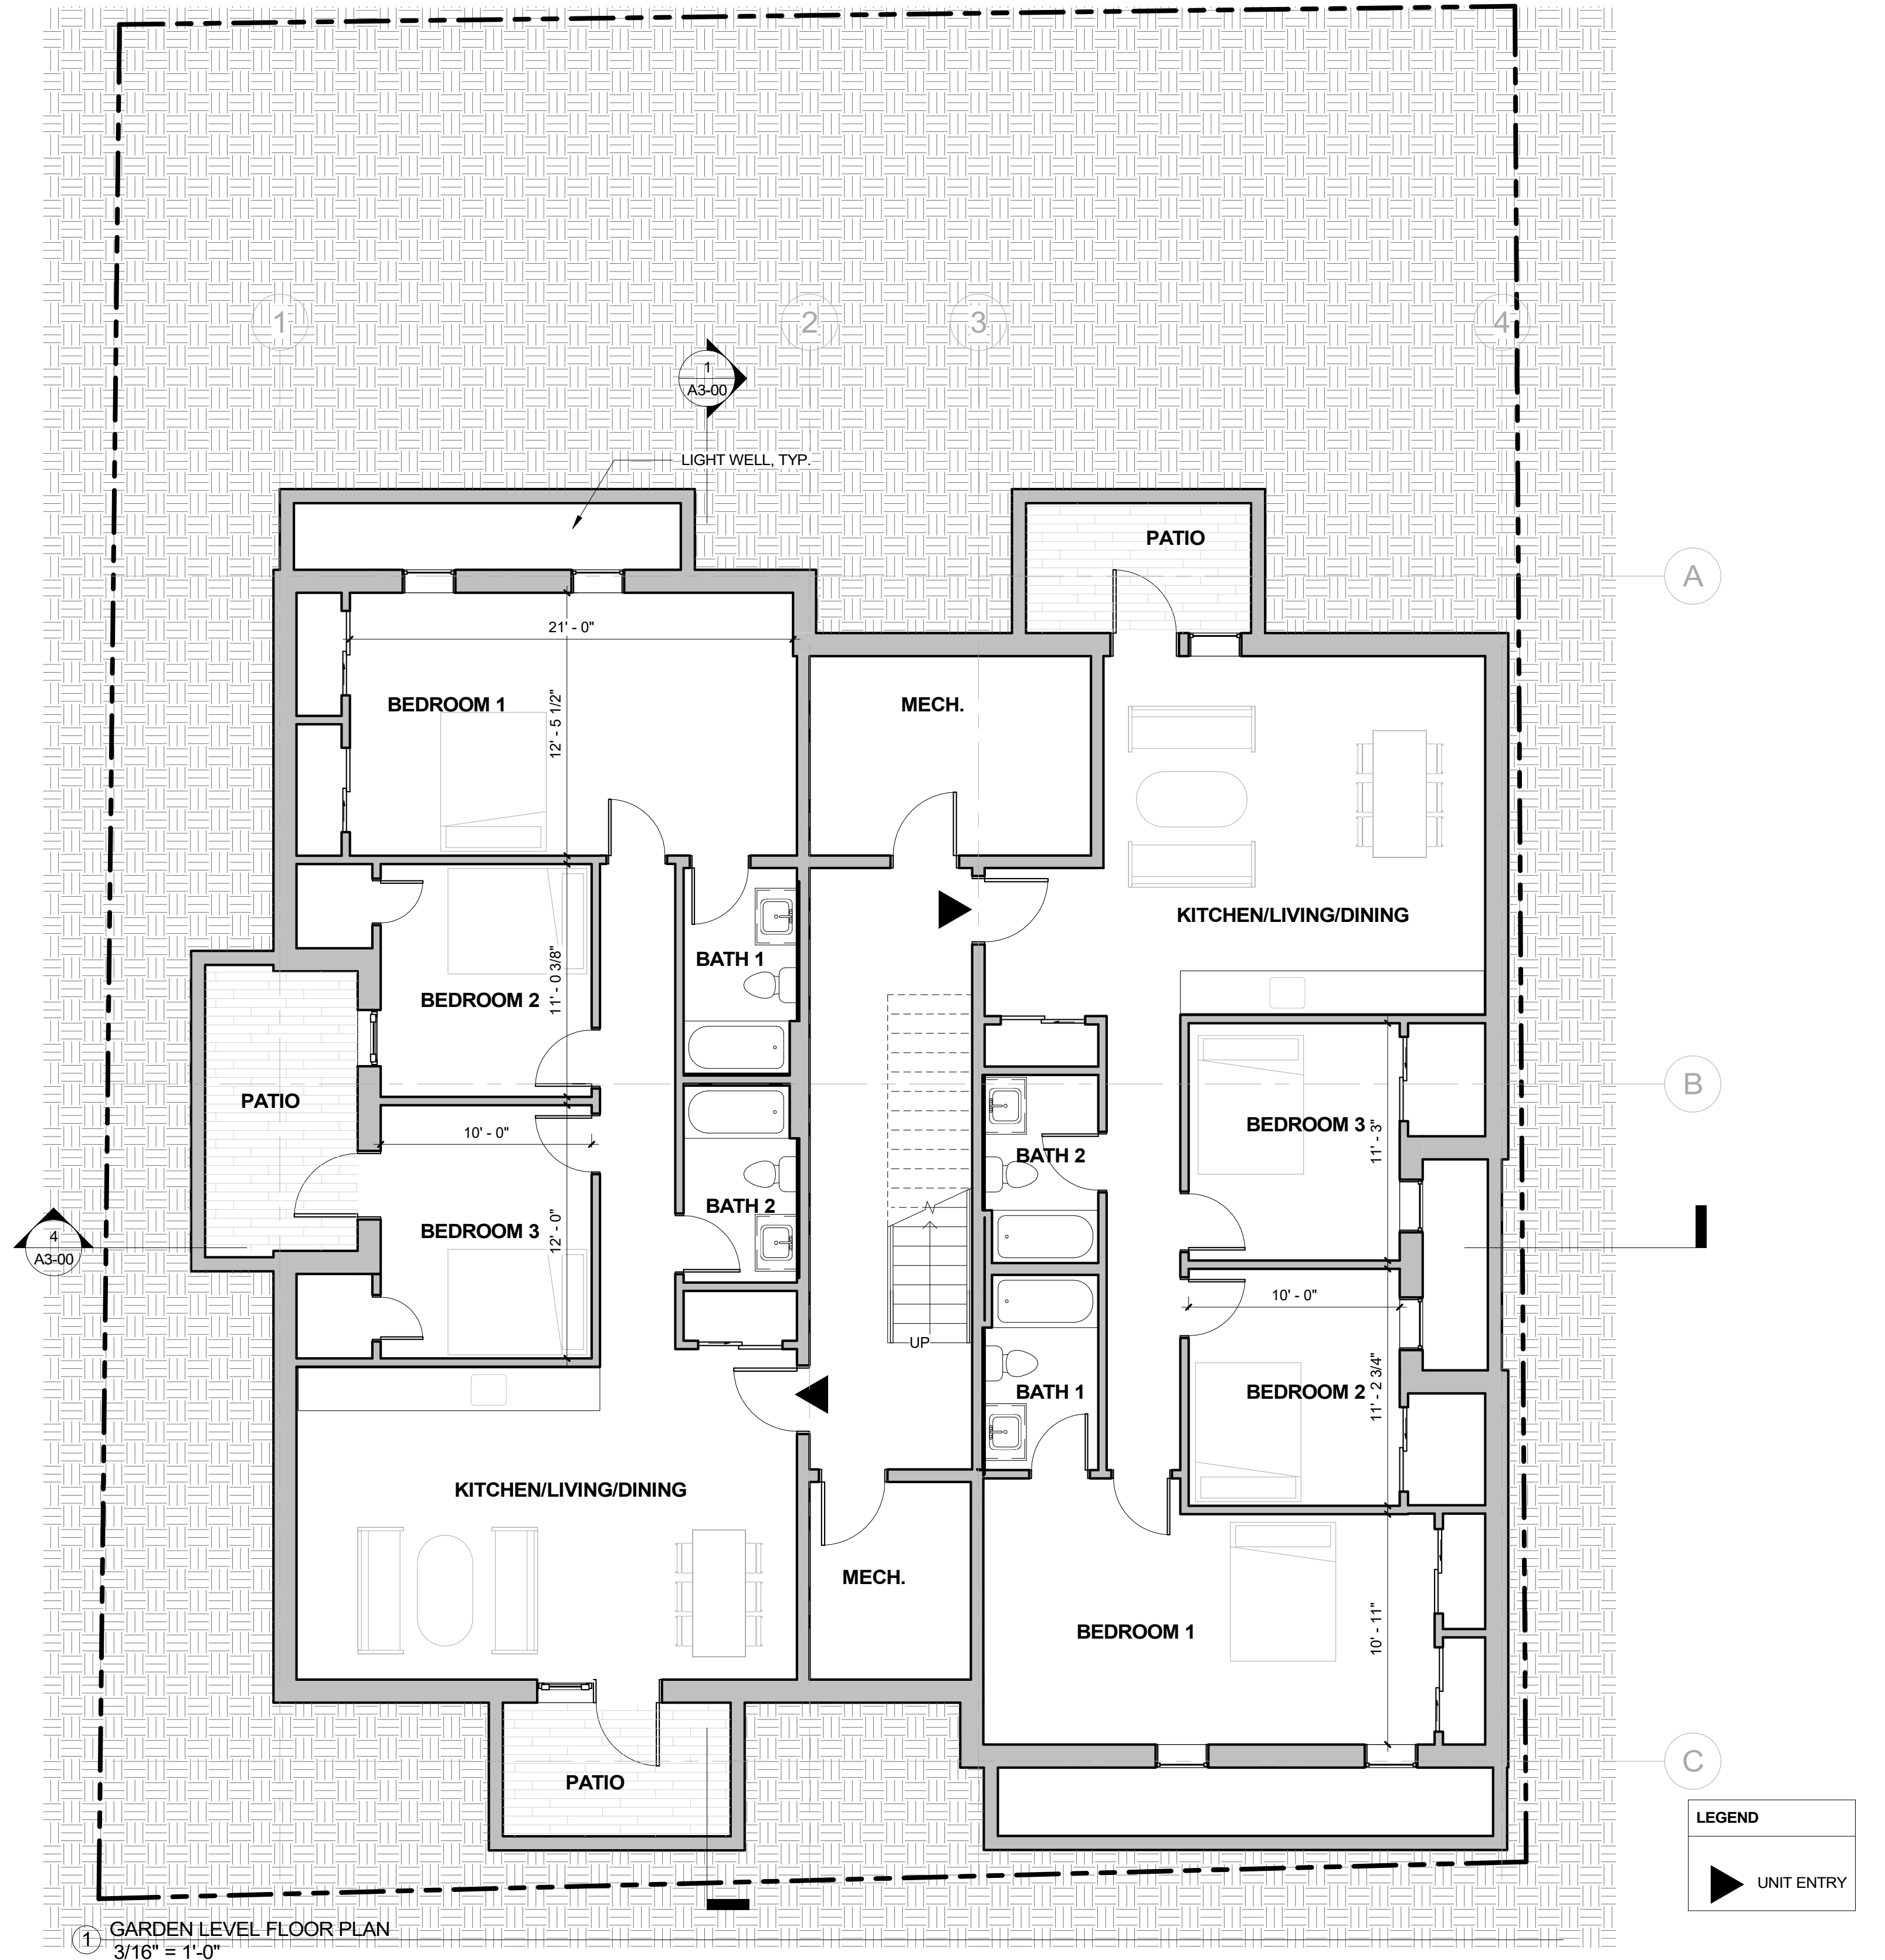 1
2
3
4
1
A3-00
LIGHT WELL, TYP.
PATIO
A
21' - 0"
BEDROOM 1
12' - 5 1/2"
MECH.
KITCHEN/LIVING/DINING
BATH 1
BEDROOM 2
11' - 0 3/8"
PATIO
B
10' - 0"
BEDROOM 3
11' - 3"
BATH 2
BATH 2
BEDROOM 3
12' - 0"
4
A3-00
10' - 0"
UP
BATH 1
BEDROOM 2
11' - 2 3/4"
KITCHEN/LIVING/DINING
MECH.
BEDROOM 1
10' - 11"
PATIO
C
LEGEND
UNIT ENTRY
1
GARDEN LEVEL FLOOR PLAN
3/16" = 1'-0"